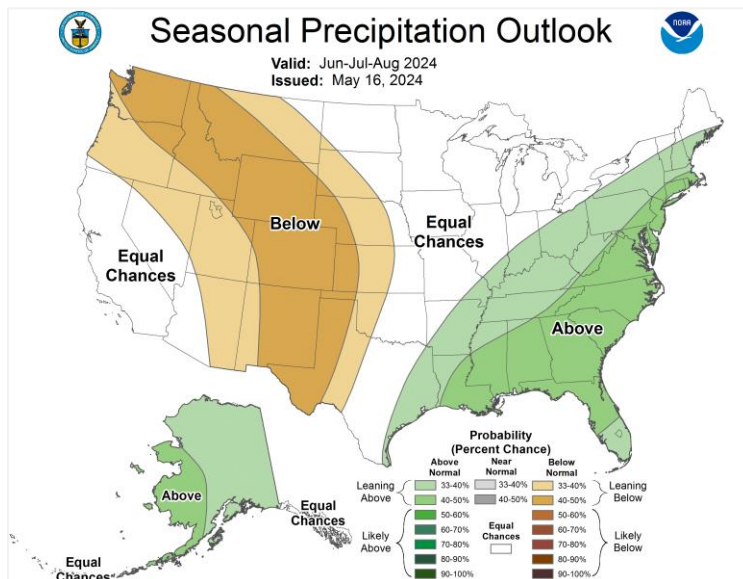 Seasonal Precipitation Outlook
NOAA
Valid: Jun-Jul-Aug 2024
Issued: May 16, 2024
Below
Equal
Chances
Equal
Chances
Above
Above
Equal
Chances
Equal
Chances
Probability
(Percent Chance)
Above
Normal
Near
Normal
Below
Normal
Leaning
Above
33-40%
33-40%
33-40%
Leaning
Below
40-50%
40-50%
40-50%
Likely
Above
50-60%
50-60%
Likely
Below
60-70%
Equal
Chances
60-70%
70-80%
70-80%
80-90%
80-90%
90-100%
90-100%